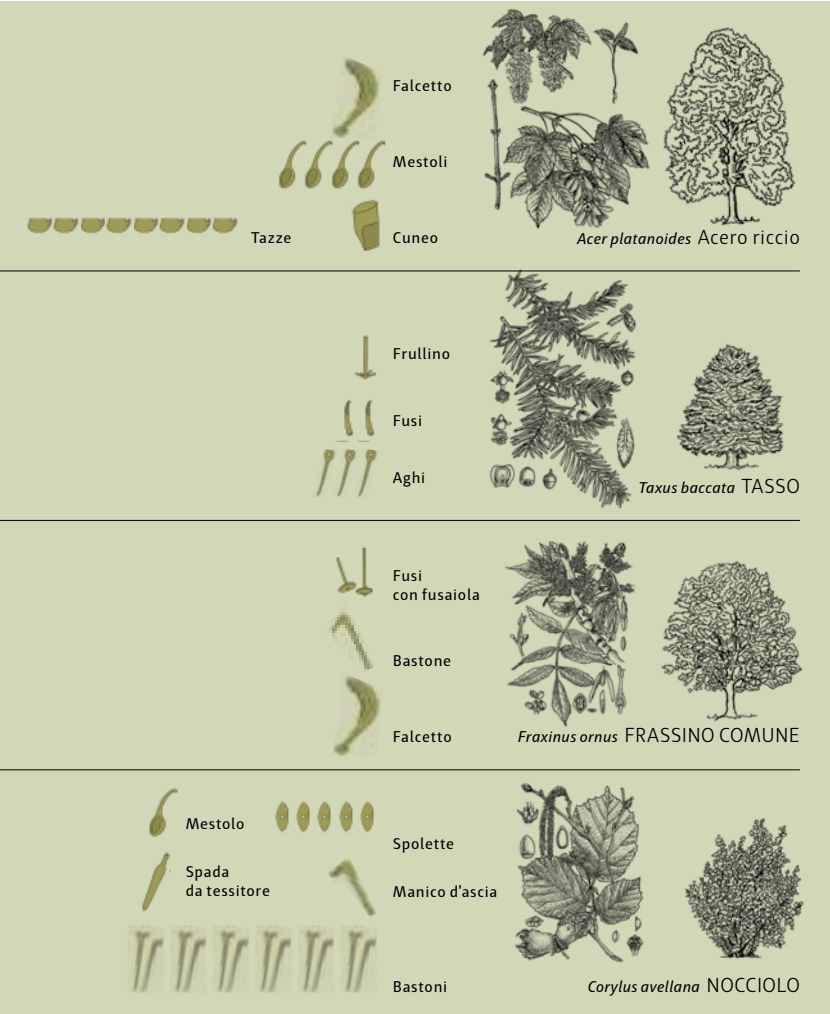 Falcetto
Mestoli
Tazze
Cuneo
Acer platanoides Acero riccio
Frullino
Fusi
Aghi
Taxus baccata TASSO
Fusi
con fusaiola
Bastone
Falcetto
Fraxinus ornus FRASSINO COMUNE
Mestolo
Spolette
Spada
da tessitore
Manico d'ascia
Bastoni
Corylus avellana NOCCIOLO